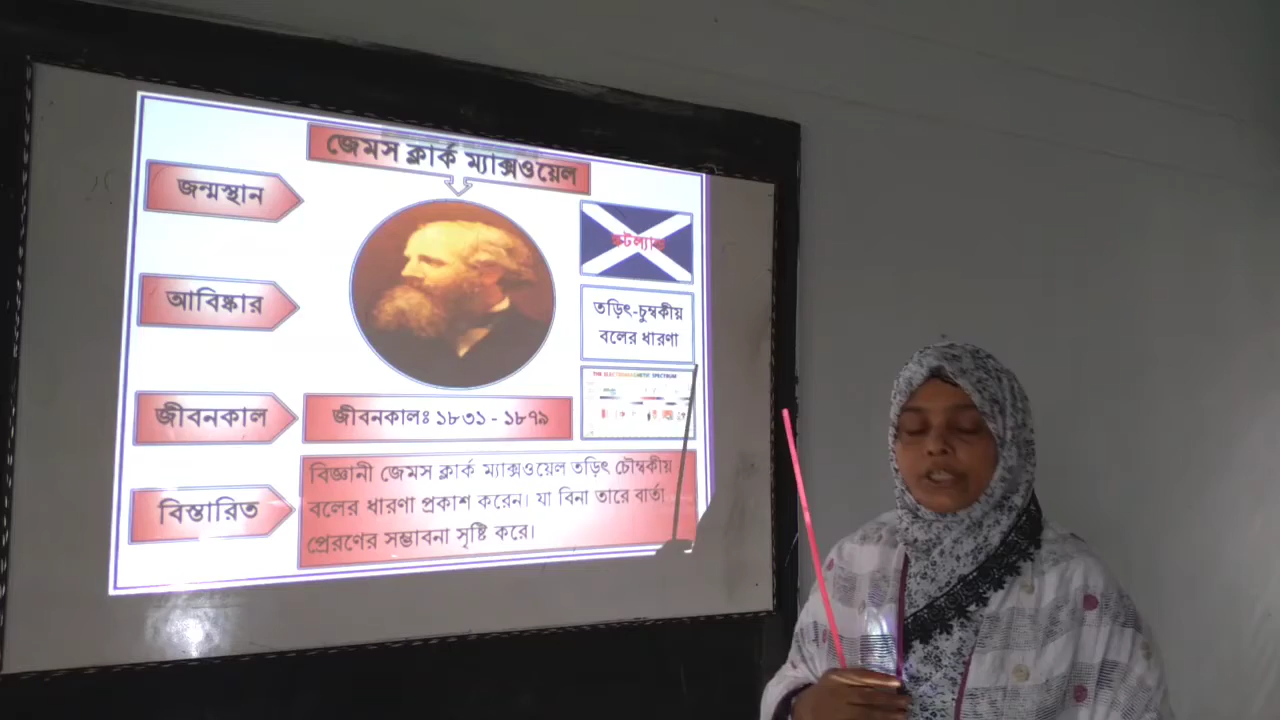 জেমস ক্লার্ক ম্যাক্সওয়েল
জন্মস্থান
স্কটল্যান্ড
আবিষ্কার
তড়িৎ-চুম্বকীয়
বলের ধারণা
THE ELECTROMAGNETIC SPECTRUM
জীবনকাল
জীবনকালঃ ১৮৩১ - ১৮৭৯
বিস্তারিত
বিজ্ঞানী জেমস ক্লার্ক ম্যাক্সওয়েল তড়িৎ চৌম্বকীয়
বলের ধারণা প্রকাশ করেন। যা বিনা তারে বার্তা
প্রেরণের সম্ভাবনা সৃষ্টি করে।